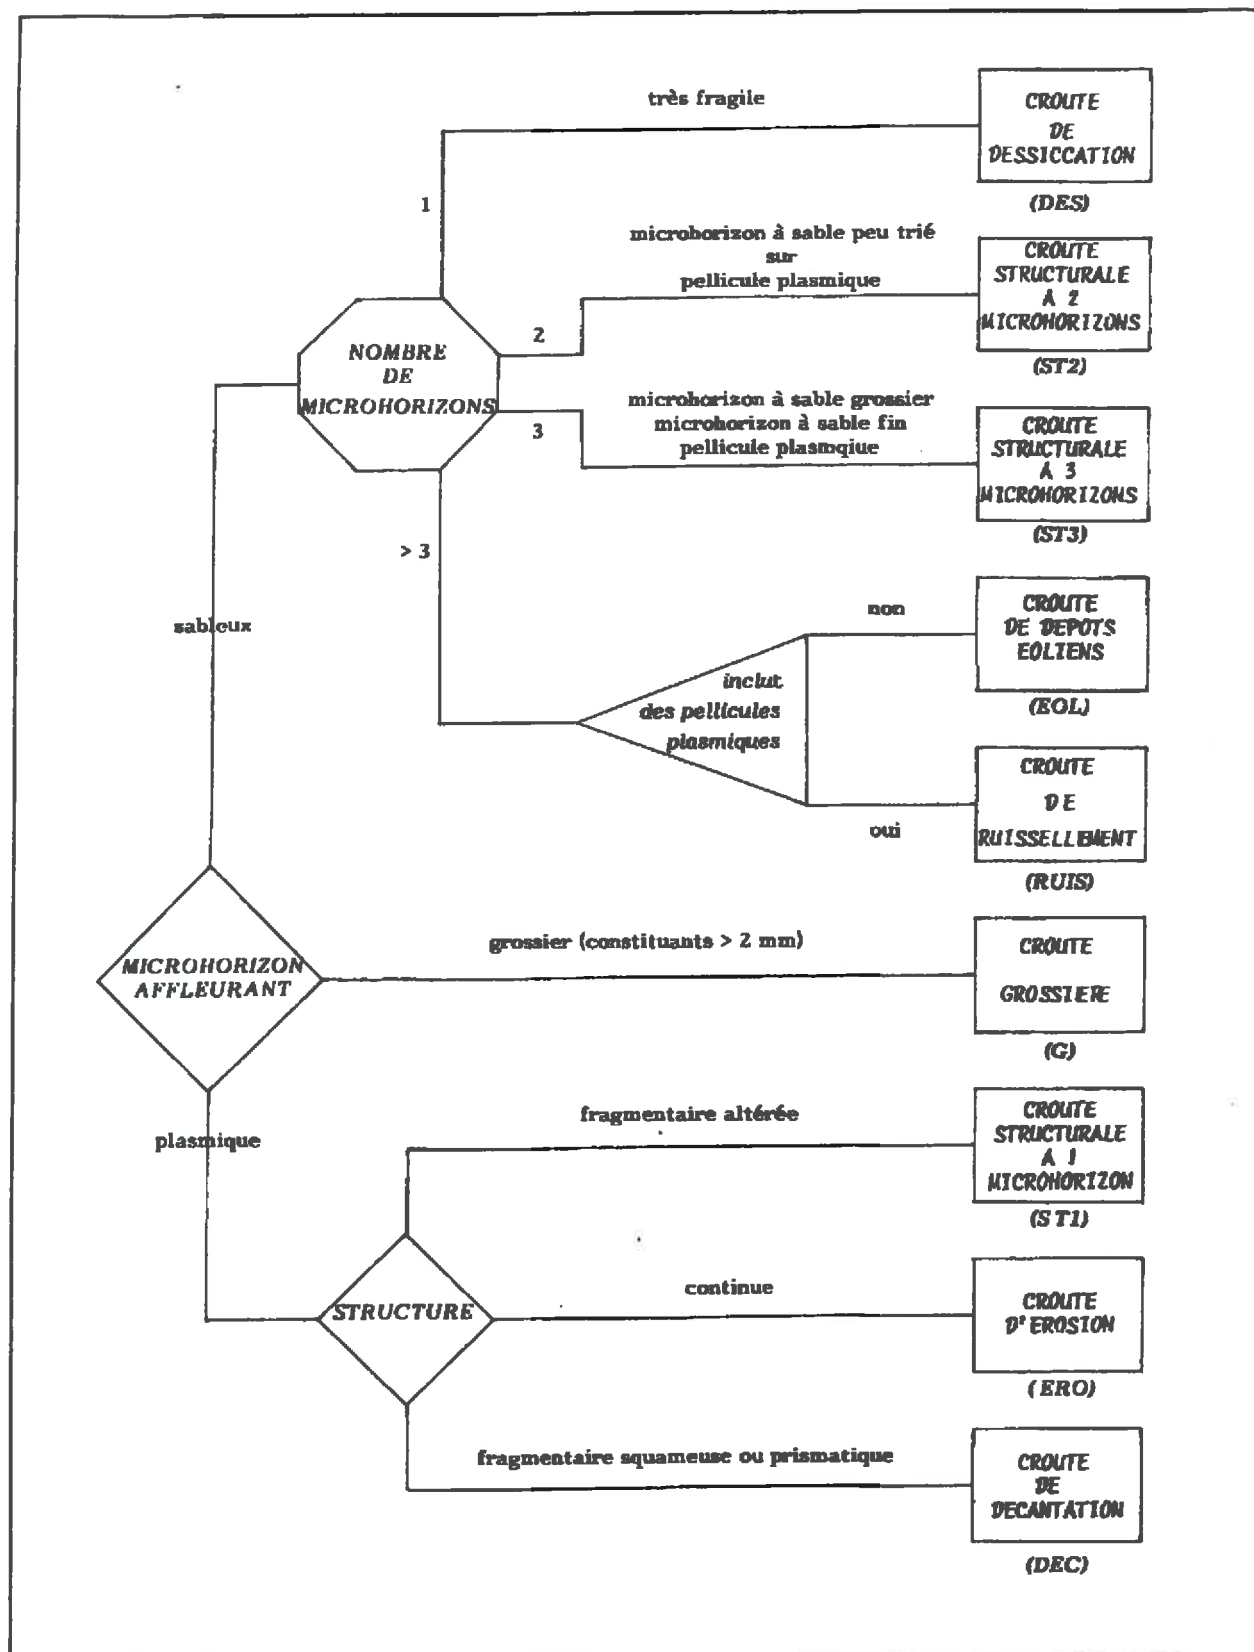 très fragile
CROUTE
DE
DESSICCATION
(DES)
1
microhorizon à sable peu trié
sur
pellicule plasmique
CROUTE
STRUCTURALE
A 2
MICROHORIZONS
(ST2)
2
NOMBRE
DE
MICROHORIZONS
3
microhorizon à sable grossier
microhorizon à sable fin
pellicule plasmqiue
CROUTE
STRUCTURALE
A 3
MICROHORIZONS
(ST3)
> 3
sableux
non
CROUTE
DE DEPOTS
EOLIENS
(EOL)
inclut
des pellicules
plasmiques
oui
CROUTE
DE
RUISSELLEMENT
(RUIS)
MICROHORIZON
AFFLEURANT
grossier (constituants > 2 mm)
CROUTE
GROSSIERE
(G)
plasmique
fragmentaire altérée
CROUTE
STRUCTURALE
A 1
MICROHORIZON
(ST1)
STRUCTURE
continue
CROUTE
D'EROSION
(ERO)
fragmentaire squameuse ou prismatique
CROUTE
DE
DECANTATION
(DEC)